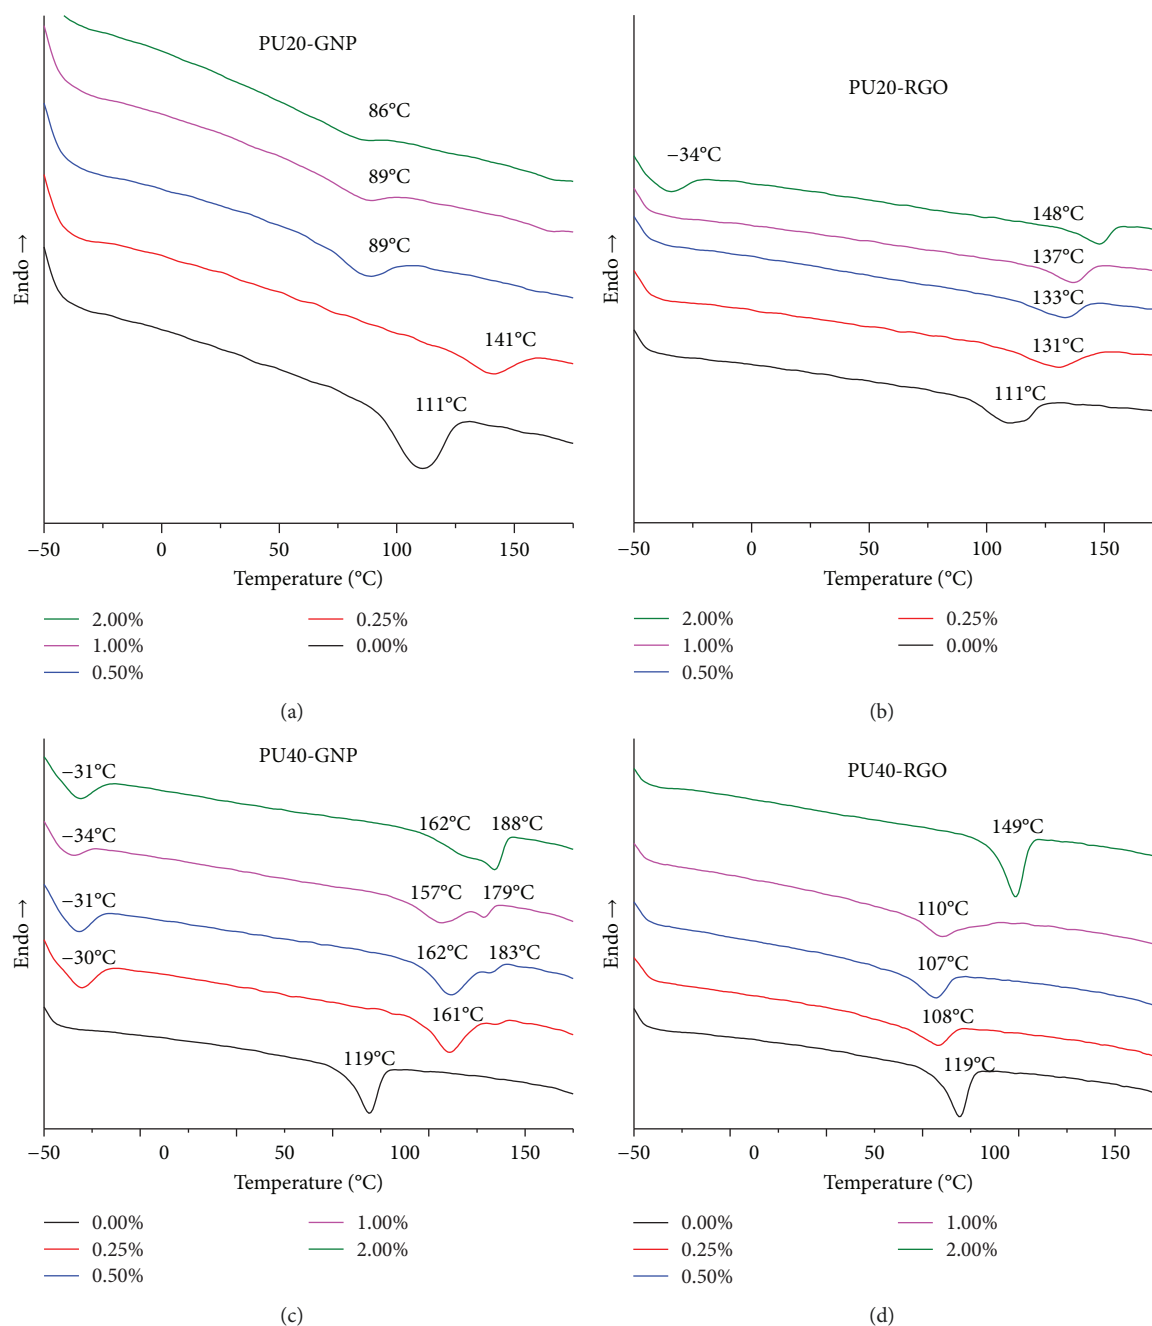 PU20-GNP
86°C
89°C
89°C
141°C
111°C
Endo →
−50 0 50 100 150
Temperature (°C)
2.00% 0.25%
1.00% 0.00%
0.50%
(a)
PU20-RGO
−34°C
148°C
137°C
133°C
131°C
111°C
Endo →
−50 0 50 100 150
Temperature (°C)
2.00% 0.25%
1.00% 0.00%
0.50%
(b)
PU40-GNP
−31°C
162°C 188°C
−34°C
157°C 179°C
−31°C
162°C 183°C
−30°C
161°C
119°C
Endo →
−50 0 50 100 150
Temperature (°C)
0.00% 1.00%
0.25% 2.00%
0.50%
(c)
PU40-RGO
149°C
110°C
107°C
108°C
119°C
Endo →
−50 0 50 100 150
Temperature (°C)
0.00% 1.00%
0.25% 2.00%
0.50%
(d)